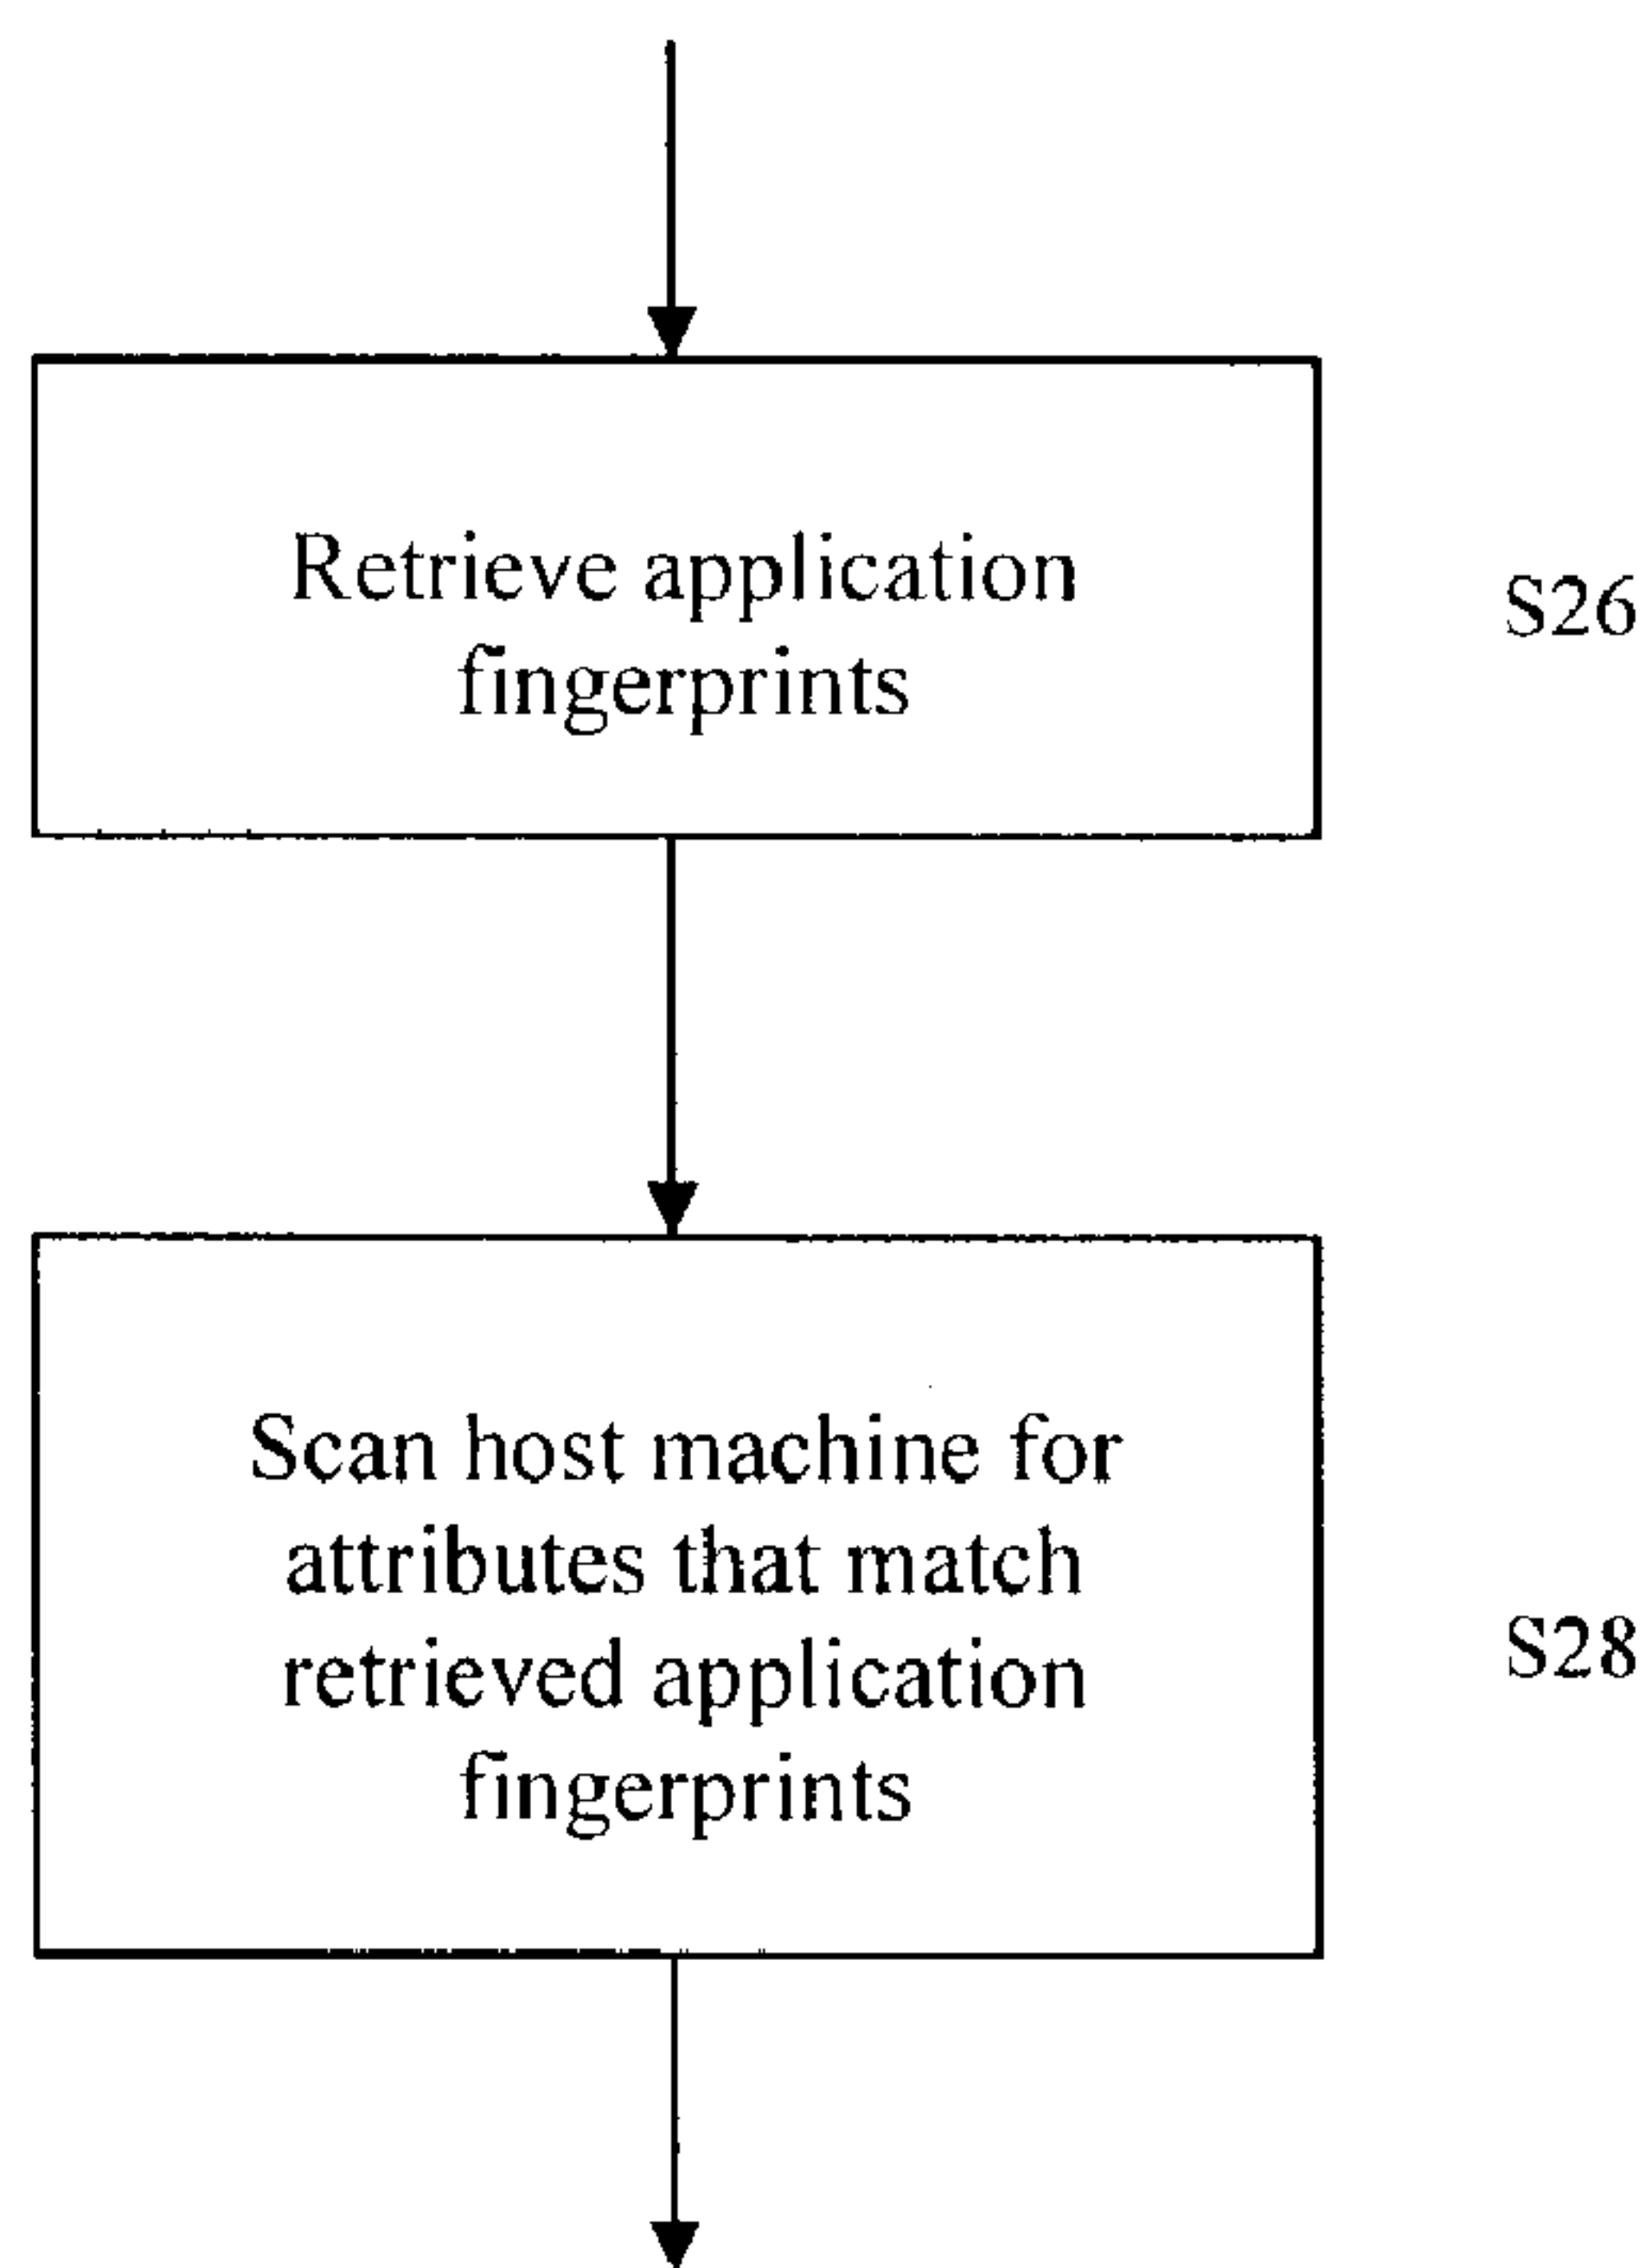 Retrieve application
fingerprints
S26
Scan host machine for
attributes that match
retrieved application
fingerprints
S28